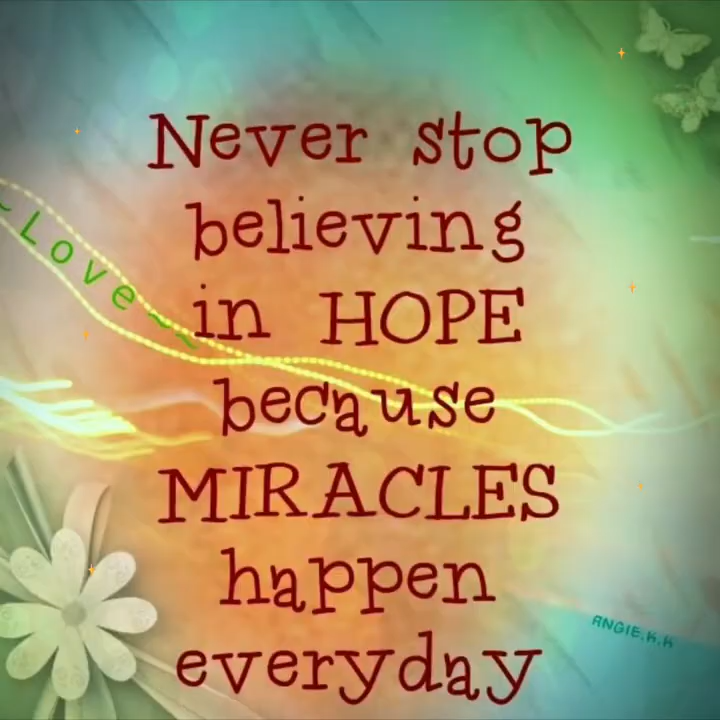 Never stop
believing
~Love~~
in HOPE
because
MIRACLES
happen
everyday
ANGIE.K.K